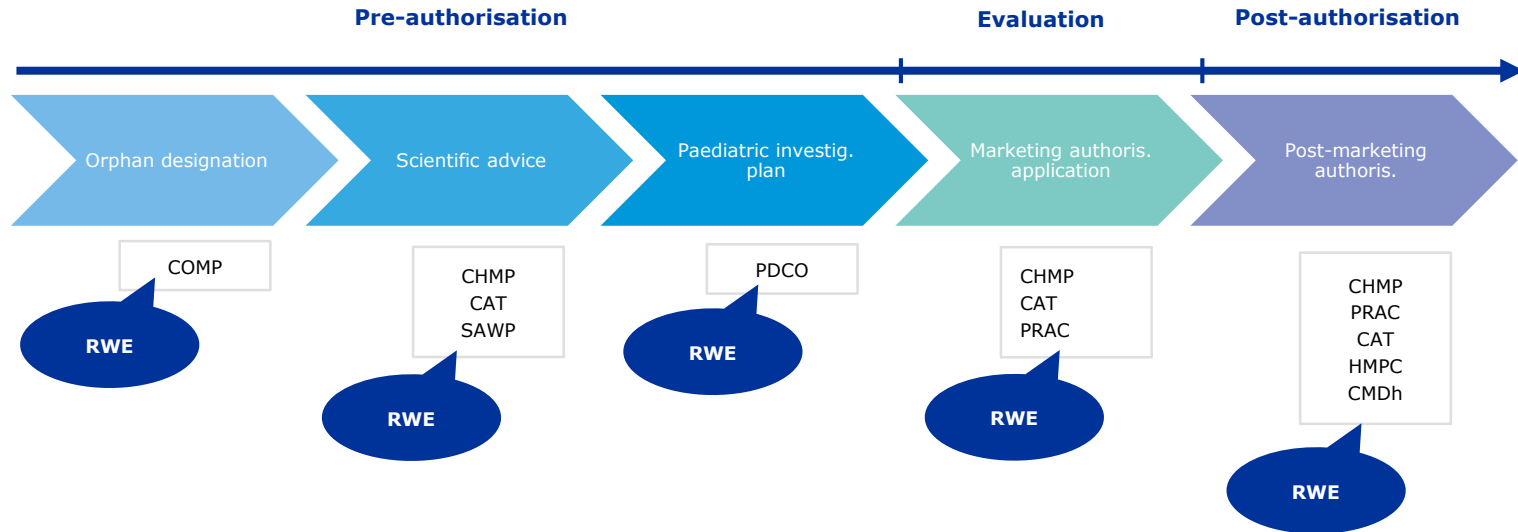 Pre-authorisation
Evaluation
Post-authorisation
Orphan designation
Scientific advice
Paediatric investig.
plan
Marketing authoris.
application
Post-marketing
authoris.
COMP
RWE
CHMP
CAT
SAWP
RWE
PDCO
RWE
CHMP
CAT
PRAC
RWE
CHMP
PRAC
CAT
HMPC
CMDh
RWE